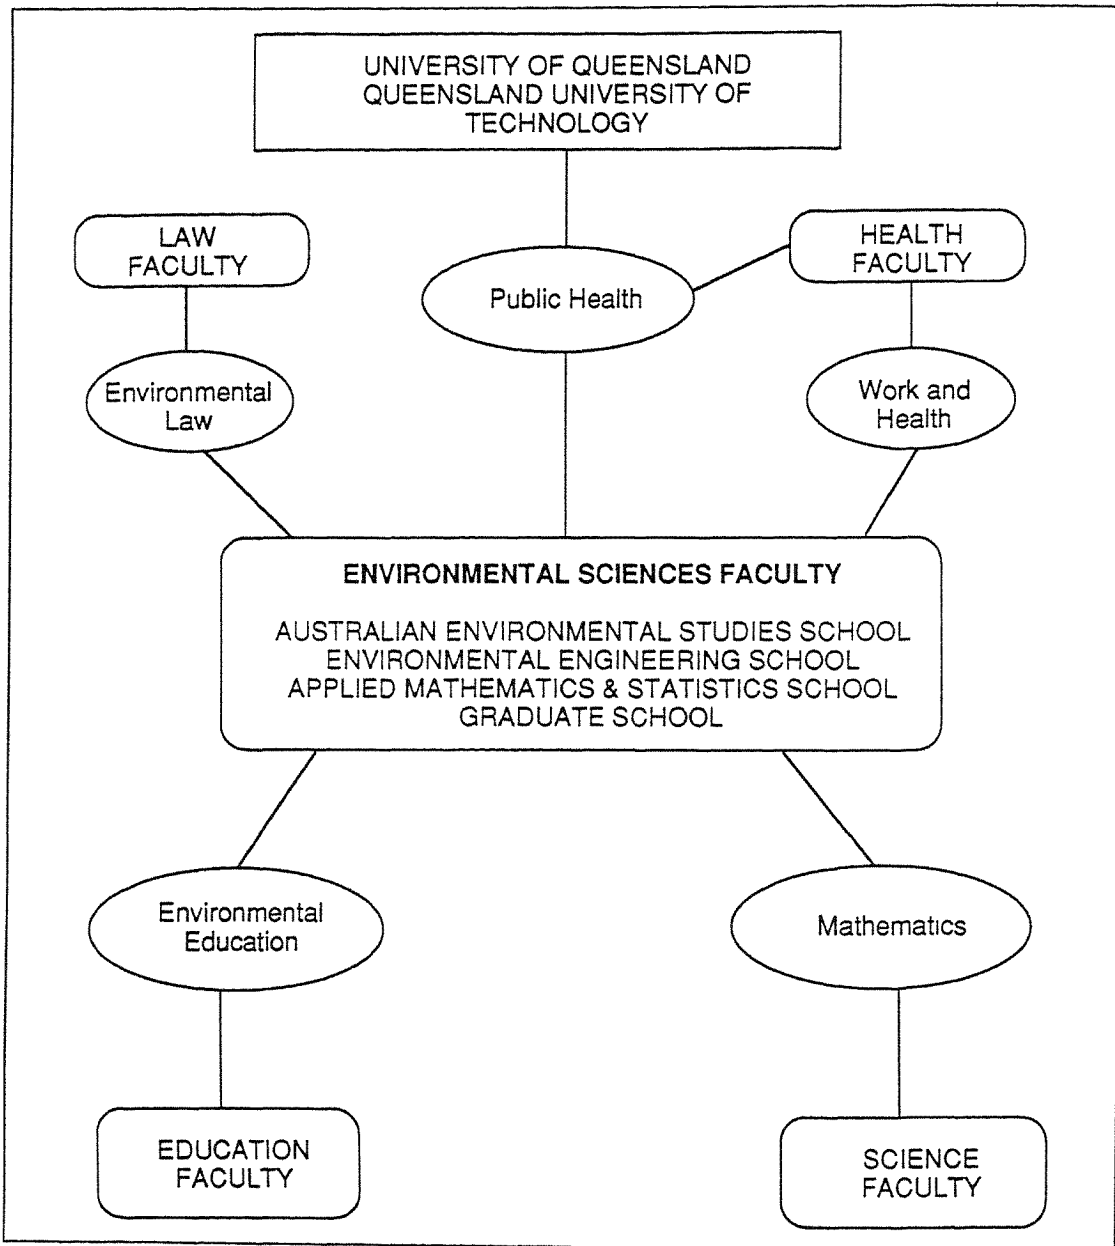 UNIVERSITY OF QUEENSLAND
QUEENSLAND UNIVERSITY OF
TECHNOLOGY
LAW
FACULTY
HEALTH
FACULTY
Public Health
Environmental
Law
Work and
Health
ENVIRONMENTAL SCIENCES FACULTY
AUSTRALIAN ENVIRONMENTAL STUDIES SCHOOL
ENVIRONMENTAL ENGINEERING SCHOOL
APPLIED MATHEMATICS & STATISTICS SCHOOL
GRADUATE SCHOOL
Environmental
Education
Mathematics
EDUCATION
FACULTY
SCIENCE
FACULTY